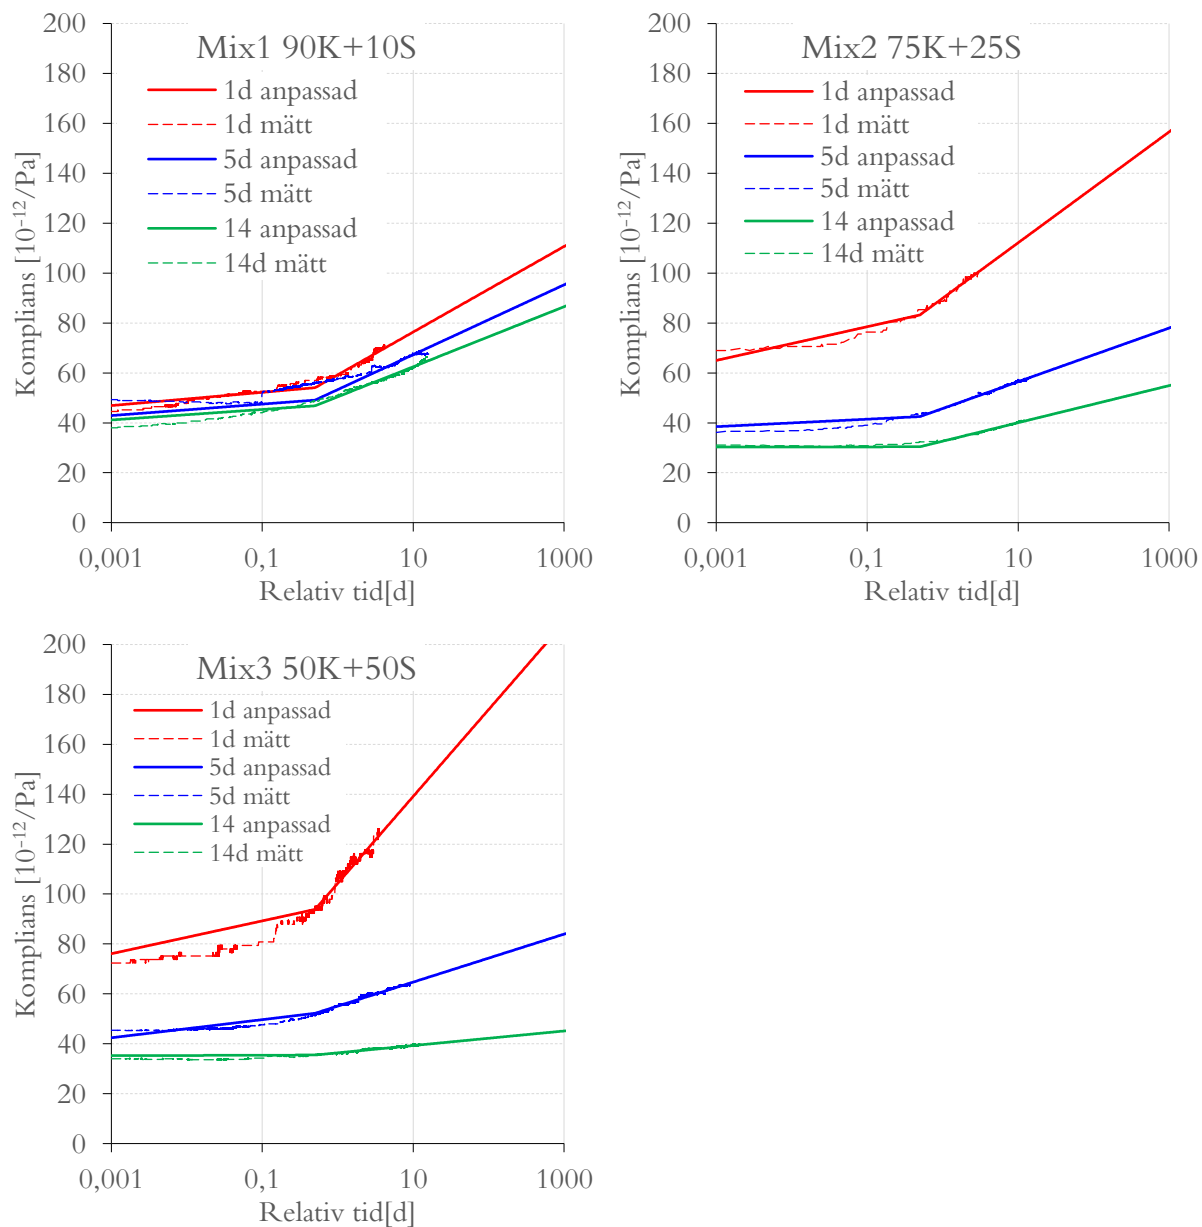 Mix1 90K+10S
1d anpassad
1d mätt
5d anpassad
5d mätt
14 anpassad
14d mätt
Komplians [10⁻¹²/Pa]
200
180
160
140
120
100
80
60
40
20
0
0,001
0,1
10
1000
Relativ tid[d]
Mix2 75K+25S
1d anpassad
1d mätt
5d anpassad
5d mätt
14 anpassad
14d mätt
Komplians [10⁻¹²/Pa]
200
180
160
140
120
100
80
60
40
20
0
0,001
0,1
10
1000
Relativ tid[d]
Mix3 50K+50S
1d anpassad
1d mätt
5d anpassad
5d mätt
14 anpassad
14d mätt
Komplians [10⁻¹²/Pa]
200
180
160
140
120
100
80
60
40
20
0
0,001
0,1
10
1000
Relativ tid[d]